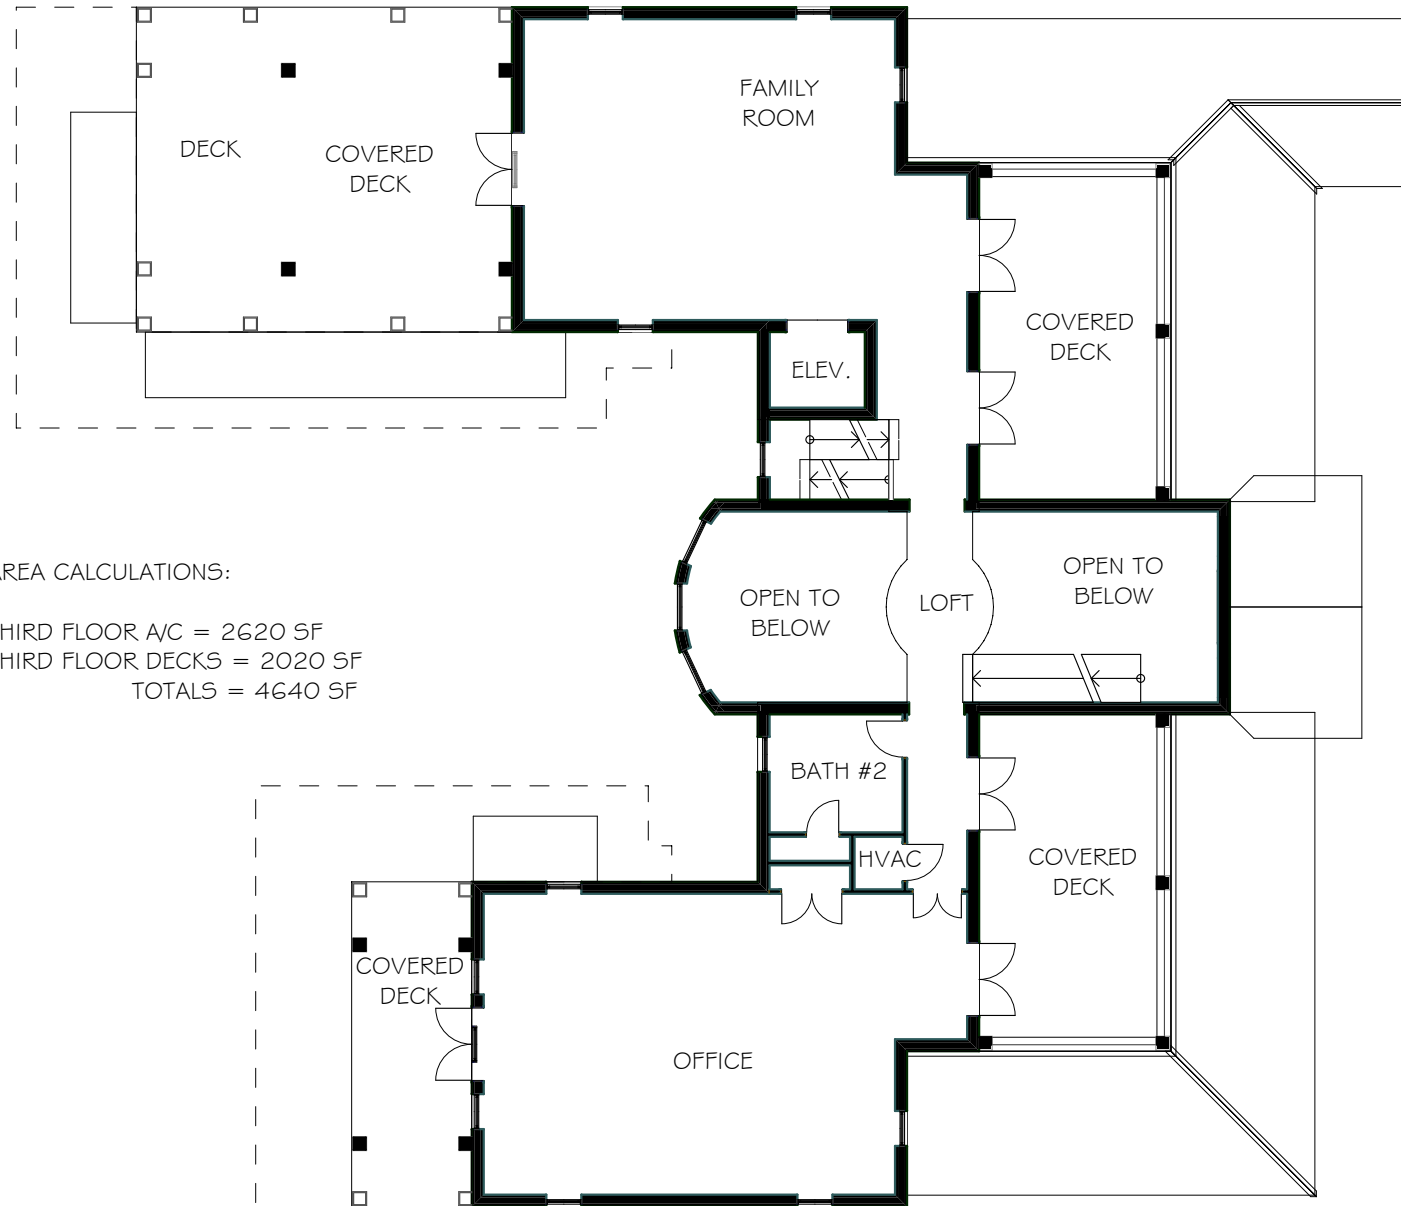 FAMILY
ROOM
DECK
COVERED
DECK
COVERED
DECK
ELEV.
OPEN TO
BELOW
LOFT
OPEN TO
BELOW
AREA CALCULATIONS:
HIRD FLOOR A/C = 2620 SF
HIRD FLOOR DECKS = 2020 SF
TOTALS = 4640 SF
BATH #2
HVAC
COVERED
DECK
COVERED
DECK
OFFICE